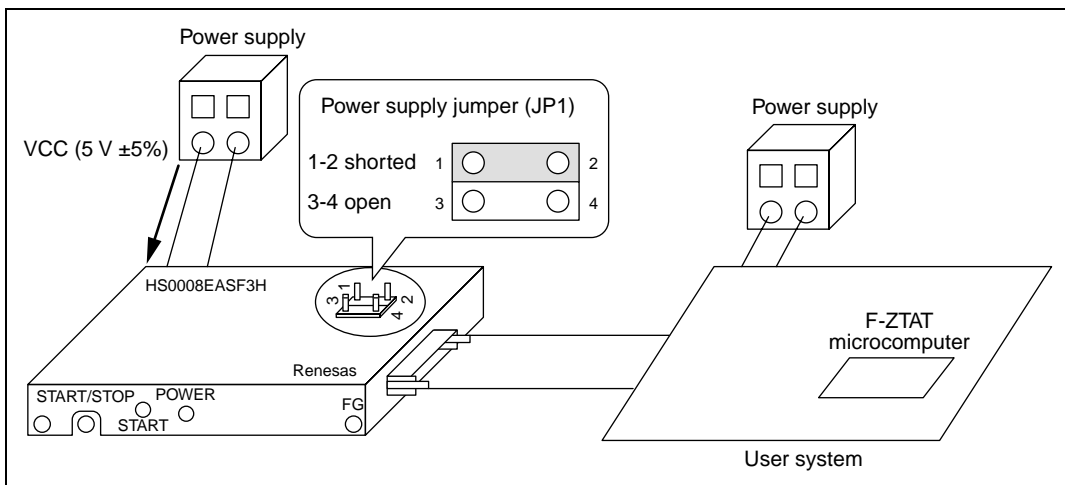 Power supply
VCC (5 V ±5%)
Power supply jumper (JP1)
1-2 shorted 1 2
3-4 open 3 4
Power supply
HS0008EASF3H
3 1 2 4
Renesas
START/STOP POWER
START
FG
F-ZTAT
microcomputer
User system